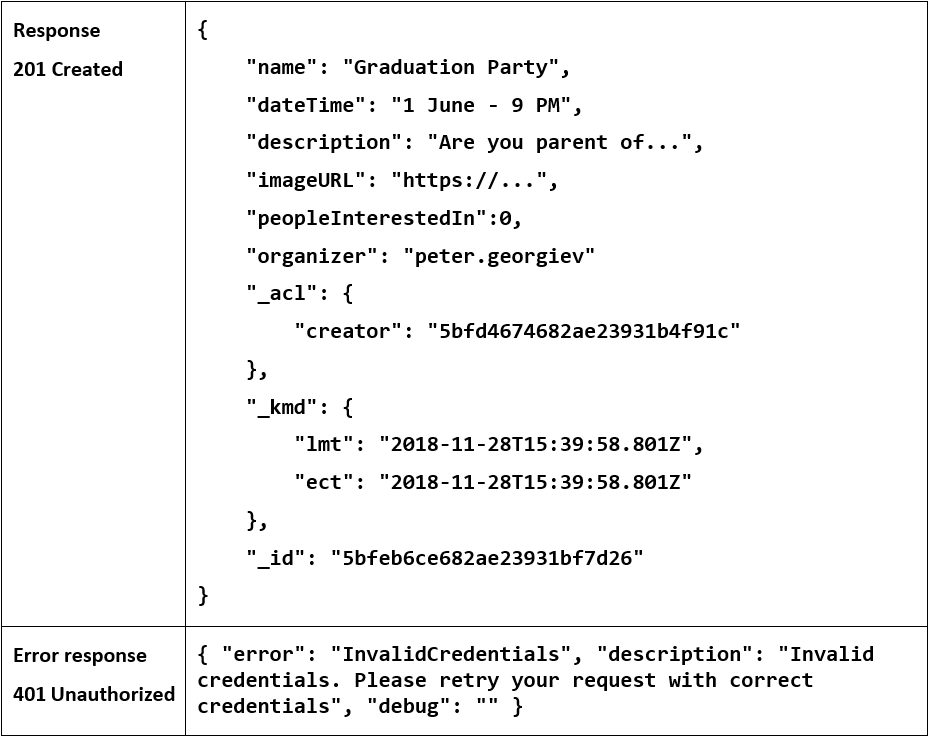 Response
201 Created
{
"name": "Graduation Party",
"dateTime": "1 June - 9 PM",
"description": "Are you parent of...",
"imageURL": "https://...",
"peopleInterestedIn":0,
"organizer": "peter.georgiev"
"_acl": {
"creator": "5bfd4674682ae23931b4f91c"
},
"_kmd": {
"lmt": "2018-11-28T15:39:58.801Z",
"ect": "2018-11-28T15:39:58.801Z"
},
"_id": "5bfeb6ce682ae23931bf7d26"
}
Error response
401 Unauthorized
{ "error": "InvalidCredentials", "description": "Invalid
credentials. Please retry your request with correct
credentials", "debug": "" }